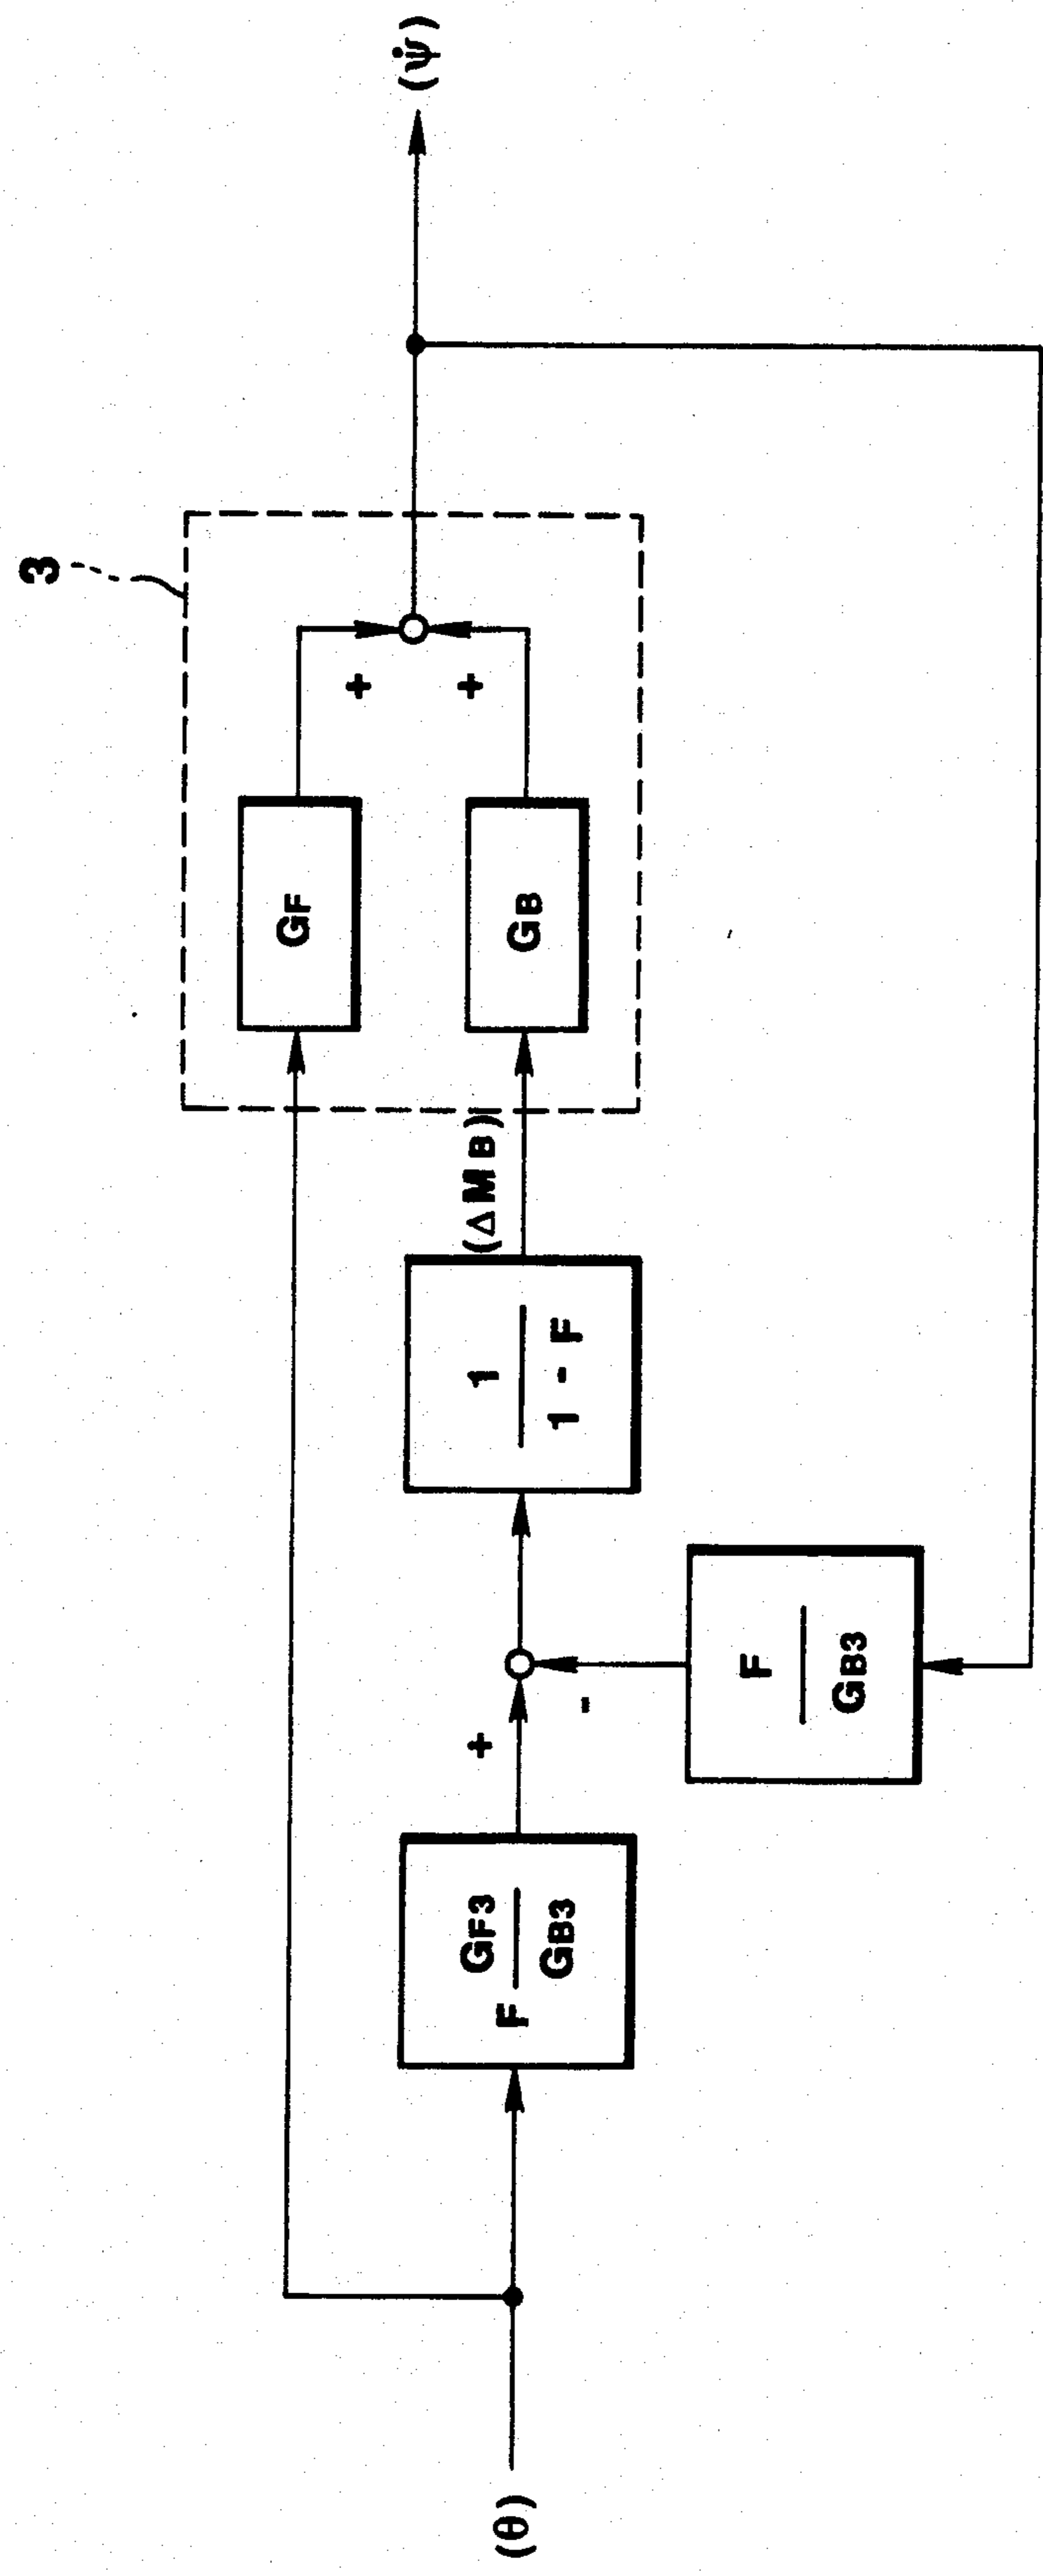 3
(θ)
F GF3
GB3
+
-
F
GB3
1
1 - F
(ΔMB)
GF
GB
+
+
(ψ̇)